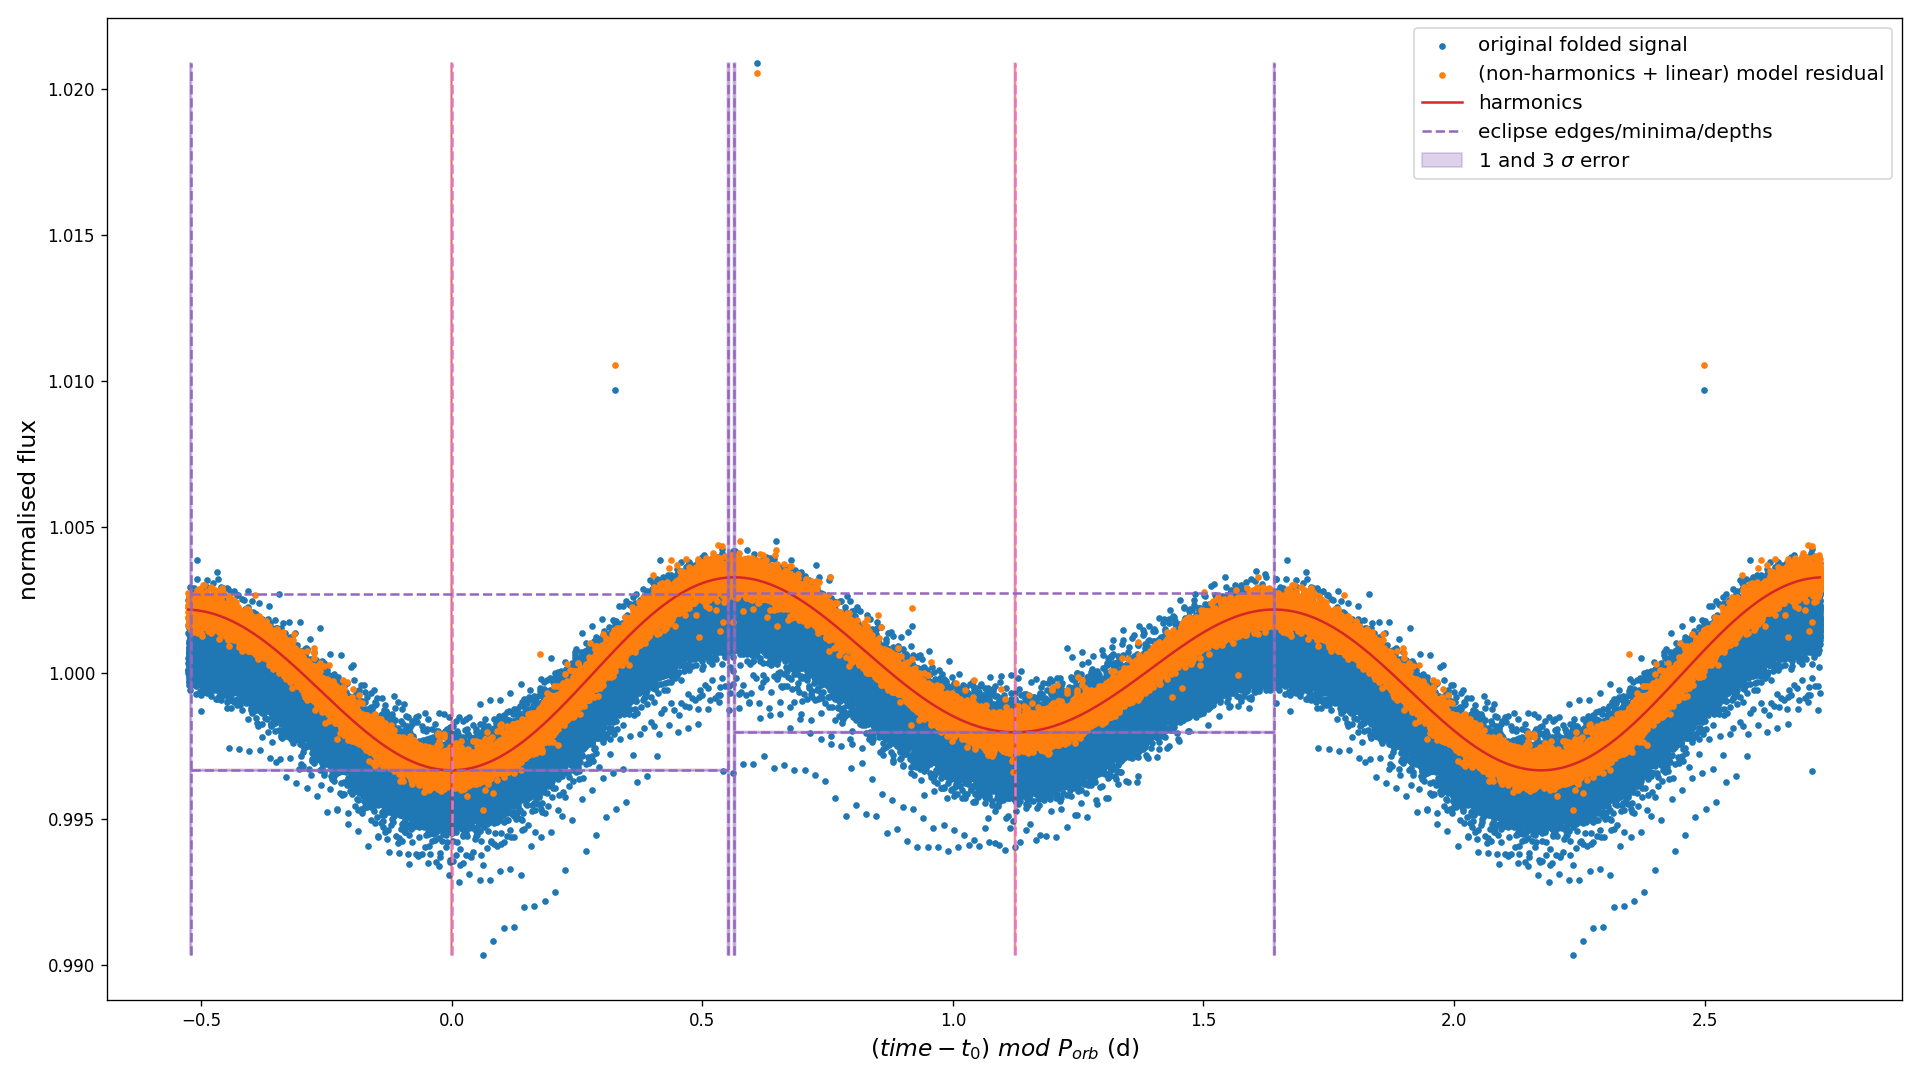 original folded signal
(non-harmonics + linear) model residual
harmonics
eclipse edges/minima/depths
1 and 3 σ error
normalised flux
1.020
1.015
1.010
1.005
1.000
0.995
0.990
−0.5 0.0 0.5 1.0 1.5 2.0 2.5
(time − t₀) mod Pₒᵣb (d)